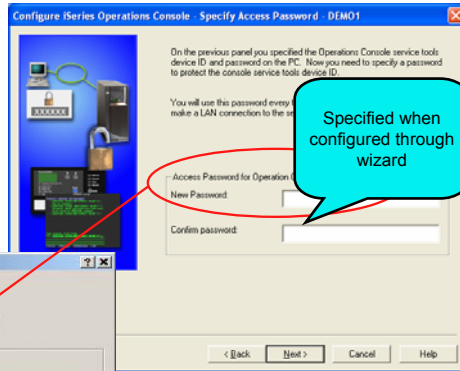 Configure iSeries Operations Console - Specify Access Password - DEMO1
On the previous panel you specified the Operations Console service tools
device ID and password on the PC. Now you need to specify a password
to protect the console service tools device ID.
You will use this password every
make a LAN connection to the
Specified when
configured through
wizard
Access Password for Operation
New Password:
Confirm password:
< Back
Next >
Cancel
Help